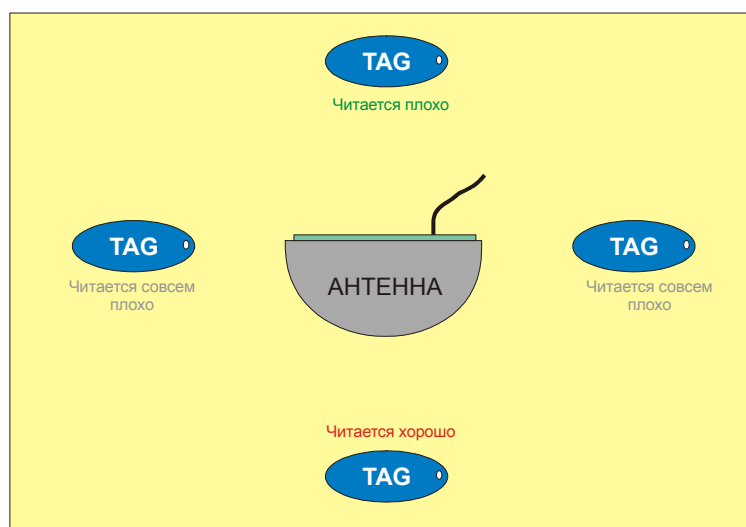 TAG
Читается плохо
TAG
Читается совсем
плохо
АНТЕННА
TAG
Читается совсем
плохо
Читается хорошо
TAG